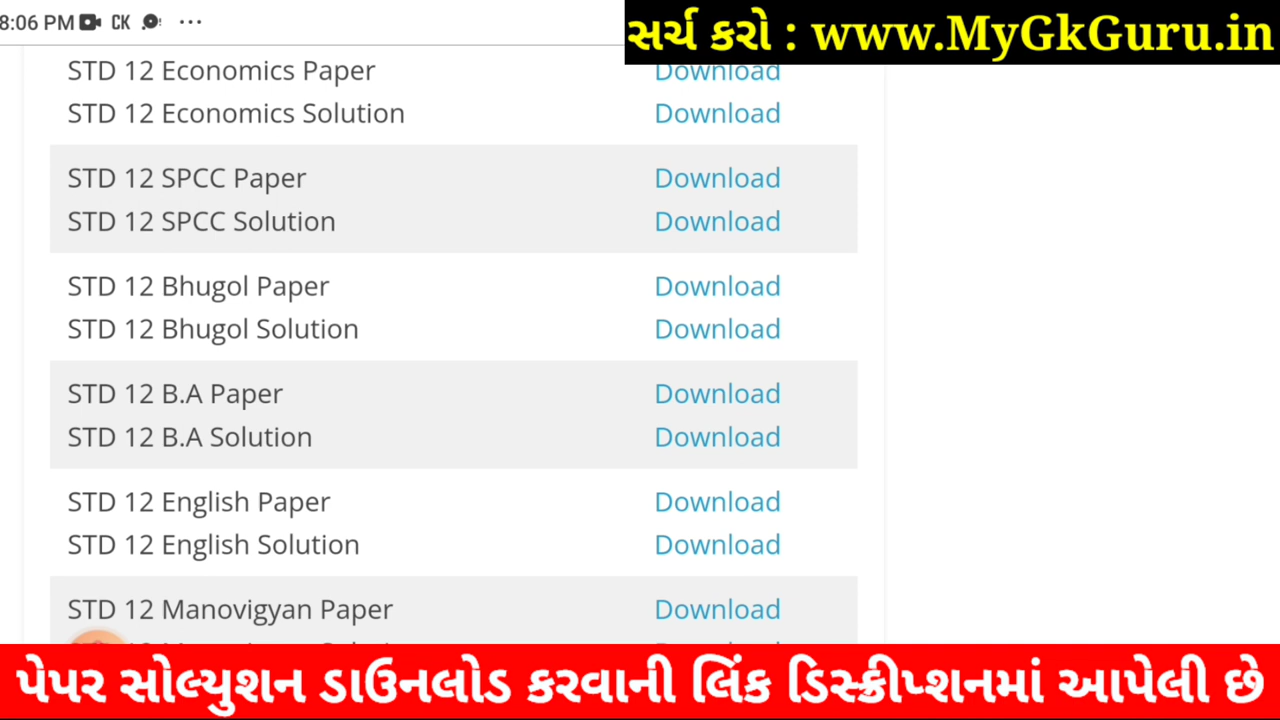 8:06 PM CK ...
સર્ચ કરો : www.MyGkGuru.in
STD 12 Economics Paper Download
STD 12 Economics Solution Download
STD 12 SPCC Paper Download
STD 12 SPCC Solution Download
STD 12 Bhugol Paper Download
STD 12 Bhugol Solution Download
STD 12 B.A Paper Download
STD 12 B.A Solution Download
STD 12 English Paper Download
STD 12 English Solution Download
STD 12 Manovigyan Paper Download
પેપર સોલ્યુશન ડાઉનલોડ કરવાની લિંક ડિસ્ક્રીપ્શનમાં આપેલી છે